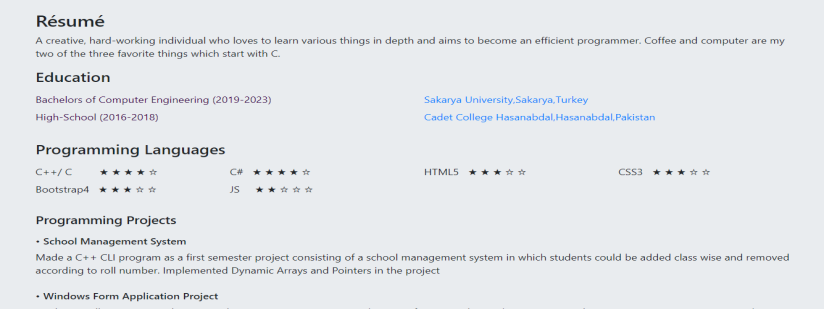 Résumé
A creative, hard-working individual who loves to learn various things in depth and aims to become an efficient programmer. Coffee and computer are my
two of the three favorite things which start with C.
Education
Bachelors of Computer Engineering (2019-2023) Sakarya University,Sakarya,Turkey
High-School (2016-2018) Cadet College Hasanabdal,Hasanabdal,Pakistan
Programming Languages
C++/ C ★ ★ ★ ★ ☆ C# ★ ★ ★ ★ ☆ HTML5 ★ ★ ★ ☆ ☆ CSS3 ★ ★ ★ ☆ ☆
Bootstrap4 ★ ★ ★ ☆ ☆ JS ★ ★ ☆ ☆ ☆
Programming Projects
• School Management System
Made a C++ CLI program as a first semester project consisting of a school management system in which students could be added class wise and removed
according to roll number. Implemented Dynamic Arrays and Pointers in the project
• Windows Form Application Project